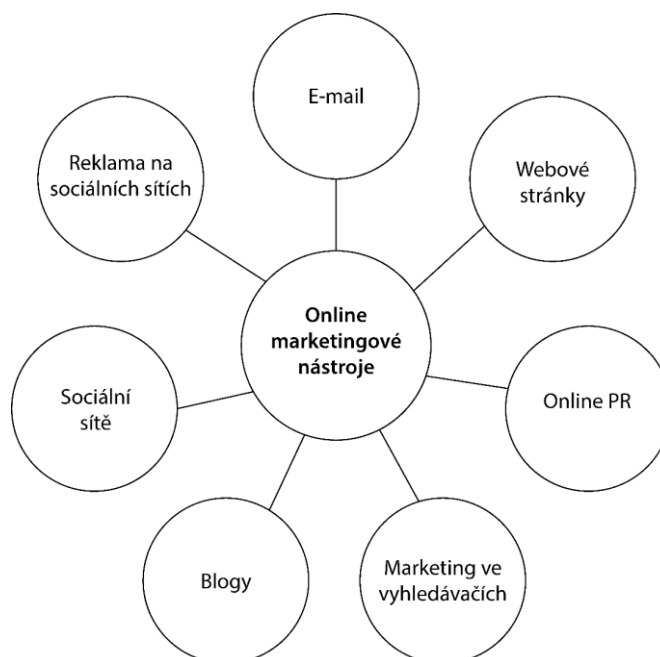 E-mail
Webové
stránky
Online PR
Marketing ve
vyhledávačích
Blogy
Sociální
sítě
Reklama na
sociálních sítích
Online
marketingové
nástroje